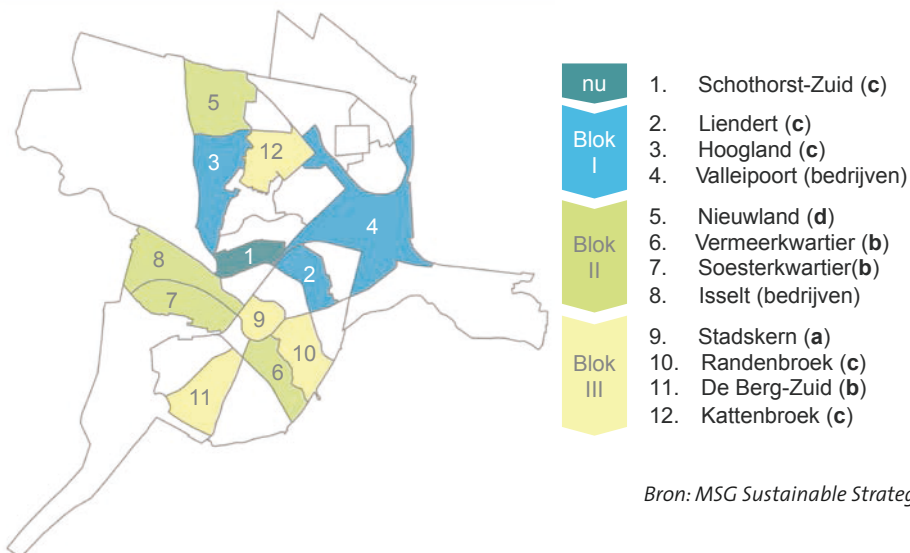 5
12
3
4
1
2
8
7
9
10
6
11
nu
1. Schothorst-Zuid (c)
Blok
I
2. Liendert (c)
3. Hoogland (c)
4. Valleipoort (bedrijven)
Blok
II
5. Nieuwland (d)
6. Vermeerkwartier (b)
7. Soesterkwartier(b)
8. Isselt (bedrijven)
Blok
III
9. Stadskern (a)
10. Randenbroek (c)
11. De Berg-Zuid (b)
12. Kattenbroek (c)
Bron: MSG Sustainable Strateg